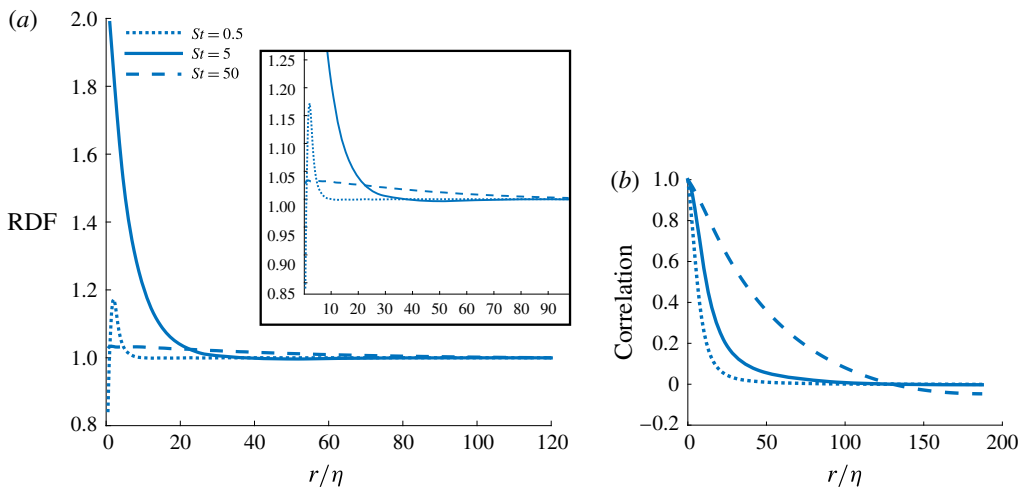 (a)
2.0
1.8
1.6
1.4
1.2
1.0
0.8
RDF
St = 0.5
St = 5
St = 50
1.25
1.20
1.15
1.10
1.05
1.00
0.95
0.90
0.85
10 20 30 40 50 60 70 80 90
0 20 40 60 80 100 120
r/η
(b)
1.0
0.8
0.6
0.4
0.2
0
−0.2
Correlation
0 50 100 150 200
r/η